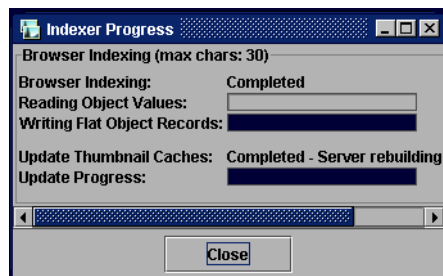 Indexer Progress
Browser Indexing (max chars: 30)
Browser Indexing: Completed
Reading Object Values:
Writing Flat Object Records:
Update Thumbnail Caches: Completed - Server rebuilding
Update Progress:
Close